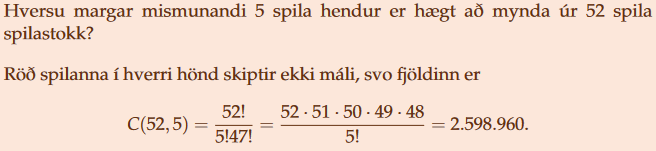 Hversu margar mismunandi 5 spila hendur er hægt að mynda úr 52 spila
spilastokk?
Röð spilanna í hverri hönd skiptir ekki máli, svo fjöldinn er
C(52, 5) = 52!/5!47! = 52 · 51 · 50 · 49 · 48/5! = 2.598.960.